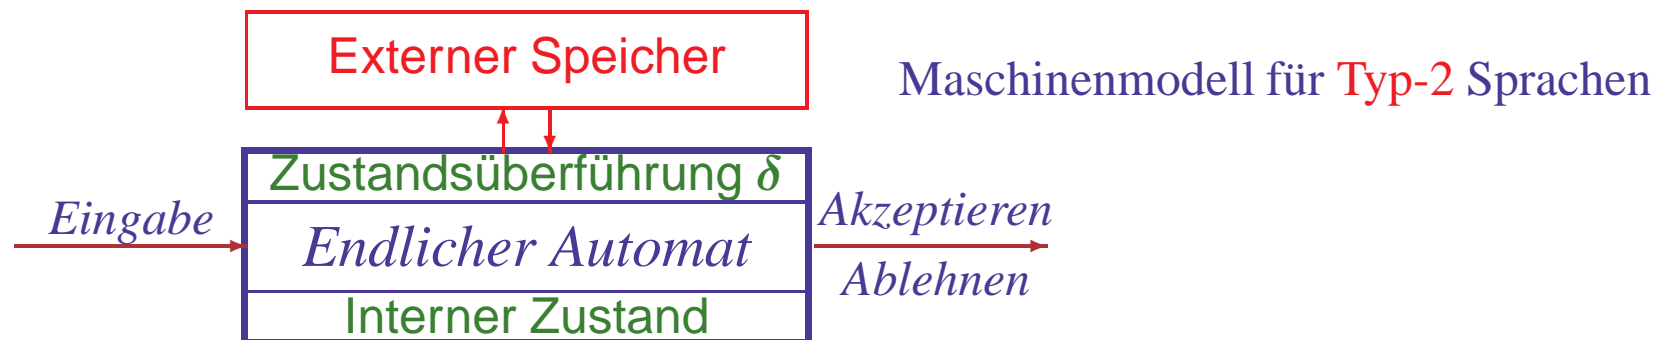 Externer Speicher
Maschinenmodell für Typ-2 Sprachen
Zustandsüberführung δ
Eingabe
Endlicher Automat
Akzeptieren
Ablehnen
Interner Zustand